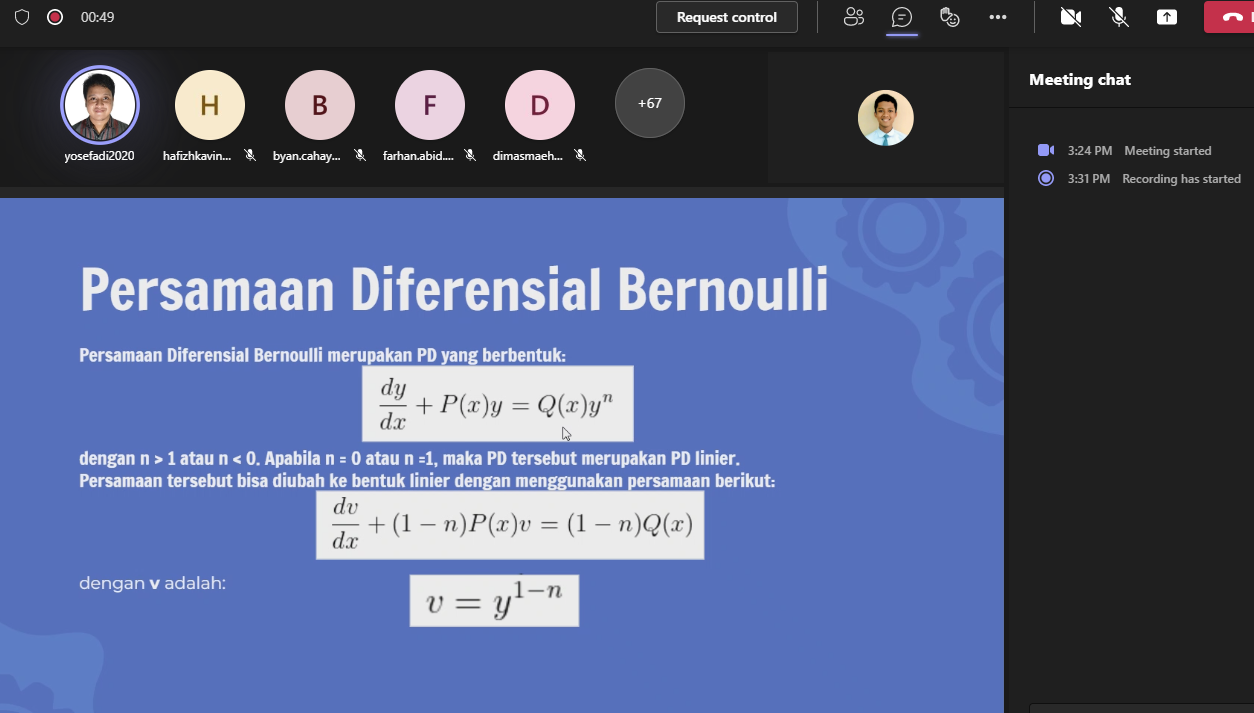 00:49
Request control
H
B
F
D
+67
yosefadi2020
hafizhkavin...
byan.cahay...
farhan.abid....
dimasmaeh...
Meeting chat
3:24 PM Meeting started
3:31 PM Recording has started
Persamaan Diferensial Bernoulli
Persamaan Diferensial Bernoulli merupakan PD yang berbentuk:
dy/dx + P(x)y = Q(x)y^n
dengan n > 1 atau n < 0. Apabila n = 0 atau n =1, maka PD tersebut merupakan PD linier.
Persamaan tersebut bisa diubah ke bentuk linier dengan menggunakan persamaan berikut:
dv/dx + (1 − n)P(x)v = (1 − n)Q(x)
dengan v adalah:
v = y^{1−n}